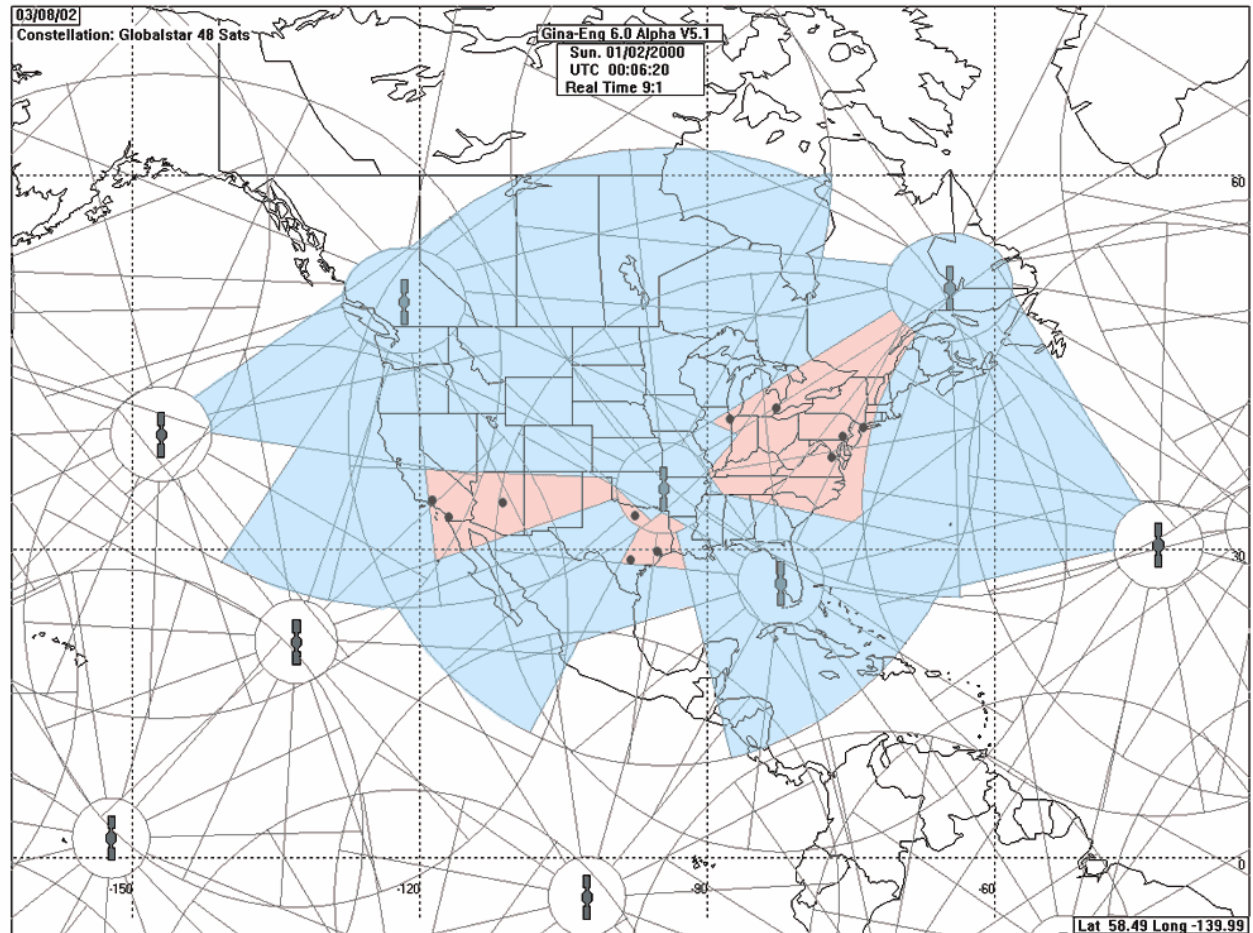 03/08/02
Constellation: Globalstar 48 Sats
Gina-Eng 6.0 Alpha V5.1
Sun. 01/02/2000
UTC 00:06:20
Real Time 9:1
60
30
0
-150
-120
-90
-60
Lat 58.49 Long -139.99